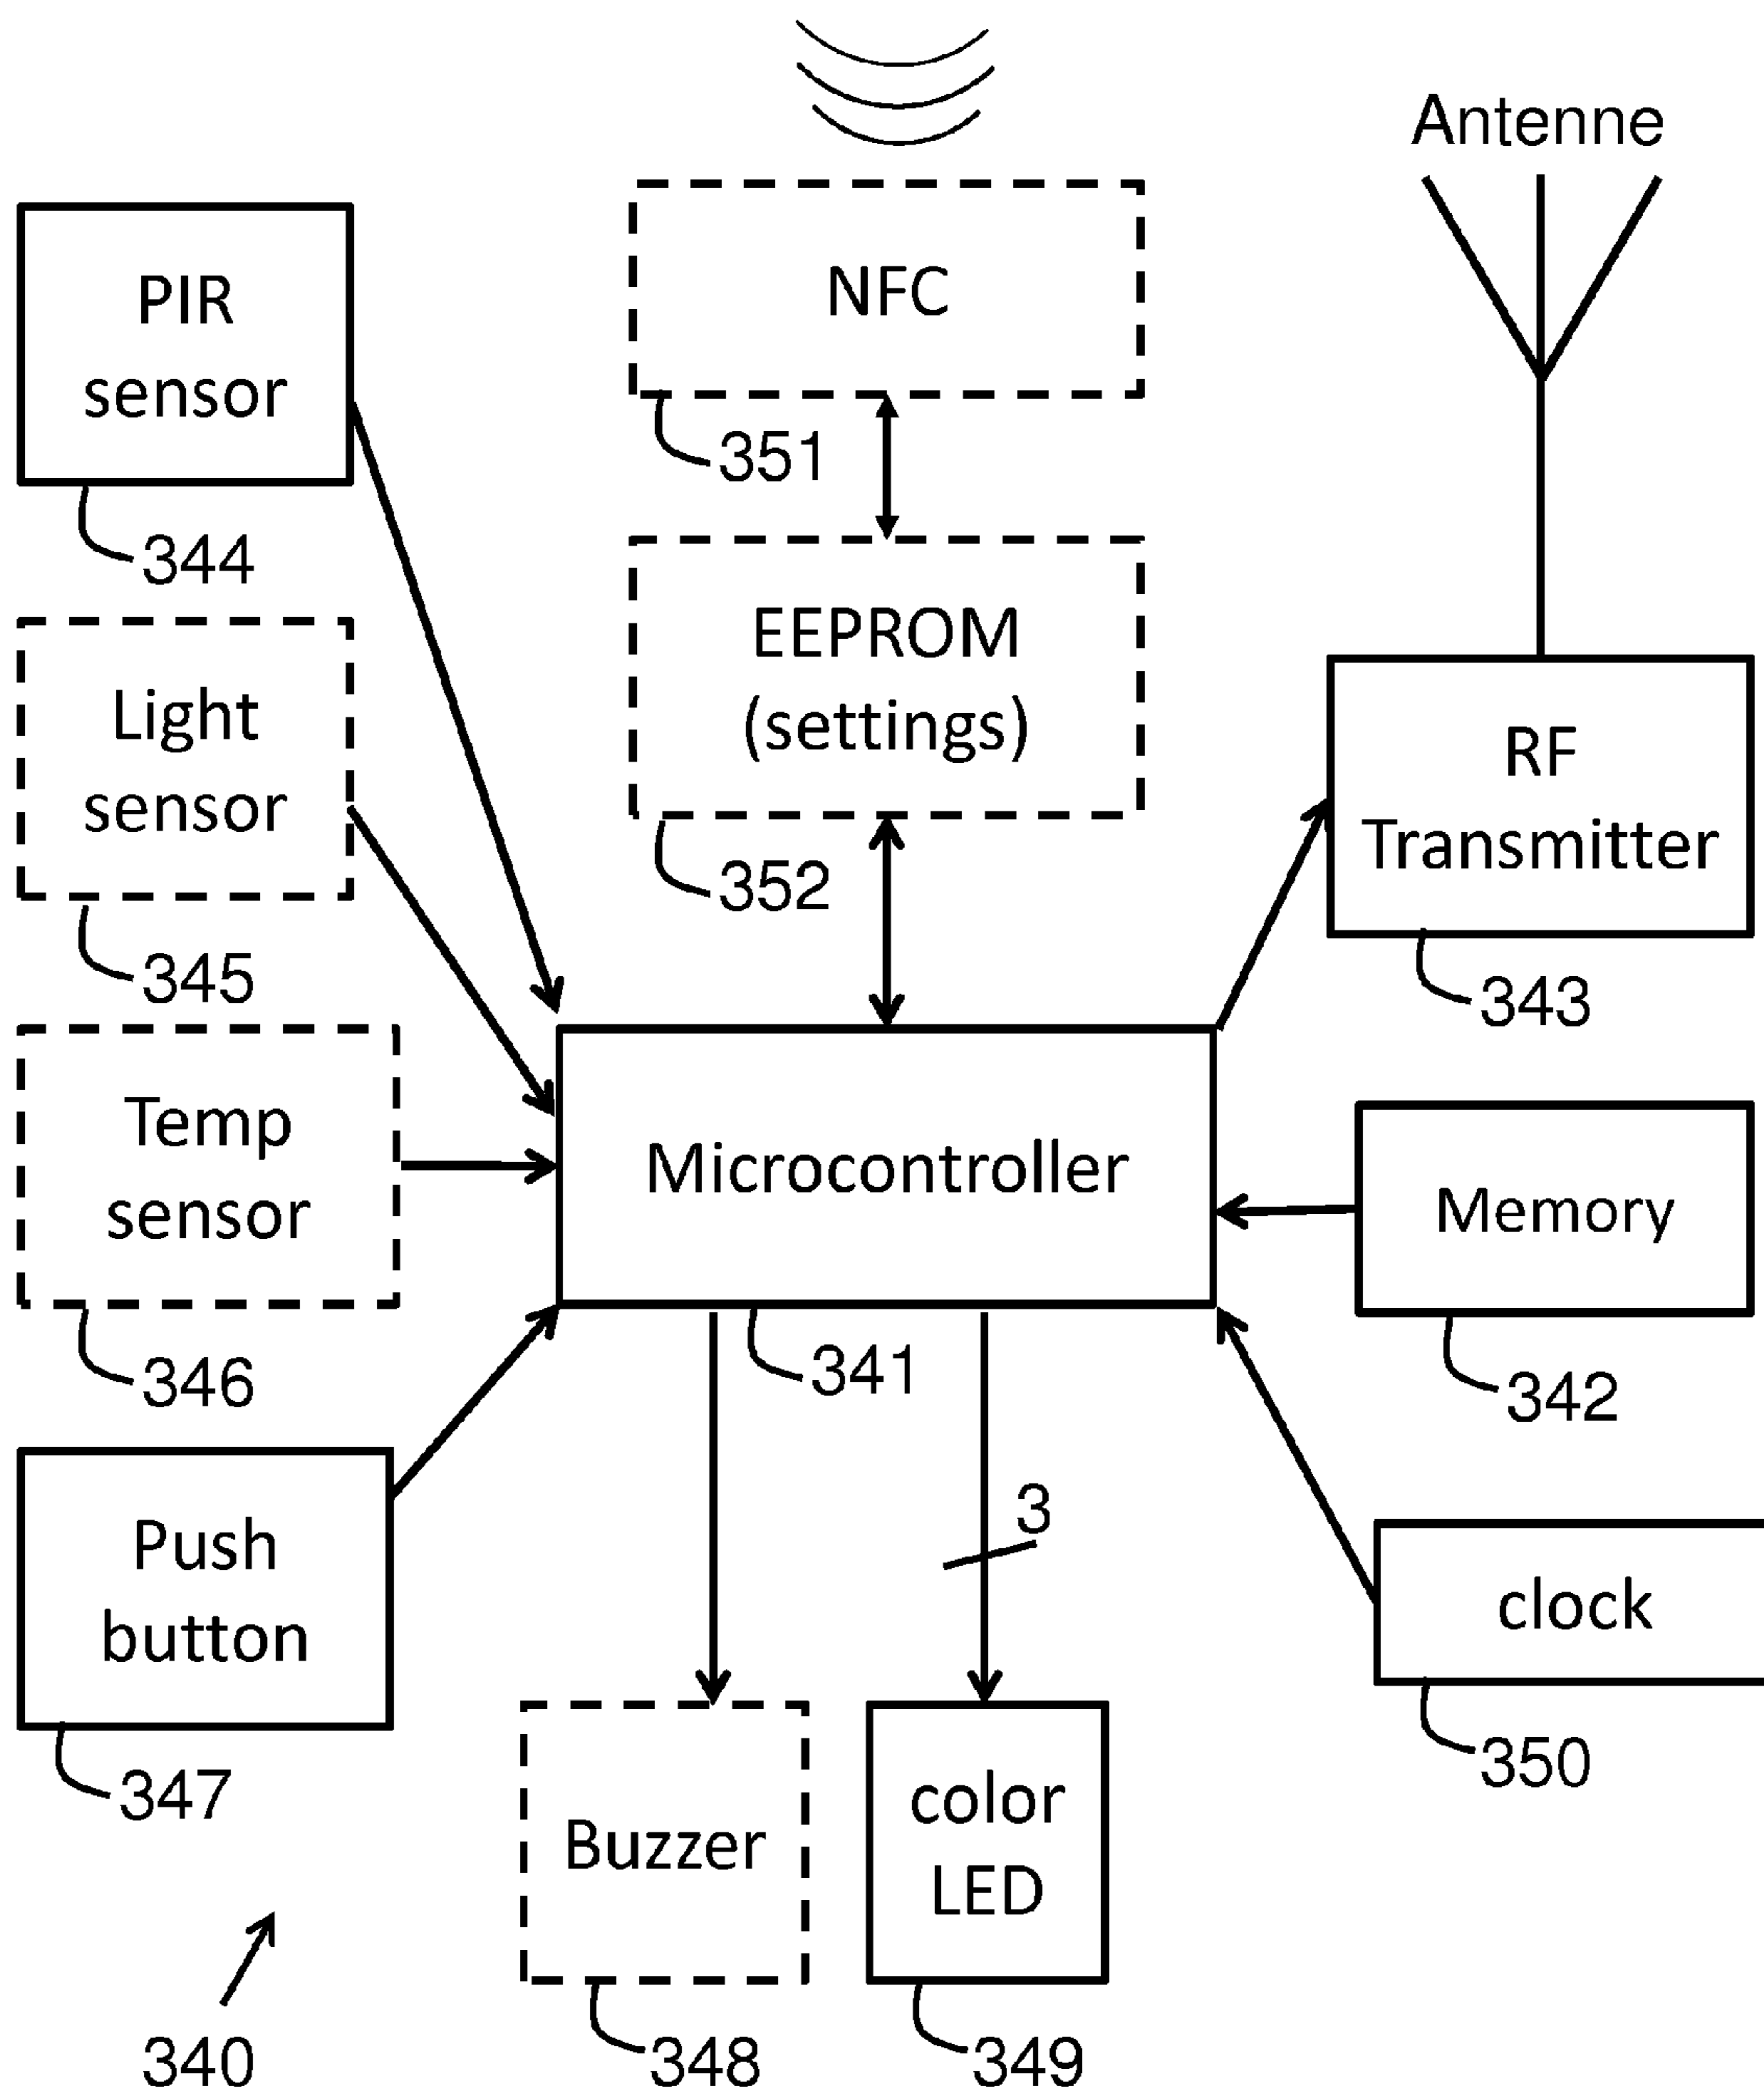 Antenne
PIR
sensor
344
NFC
351
EEPROM
(settings)
352
Light
sensor
345
RF
Transmitter
343
Temp
sensor
346
Microcontroller
341
Memory
342
Push
button
347
3
clock
350
Buzzer
348
color
LED
349
340